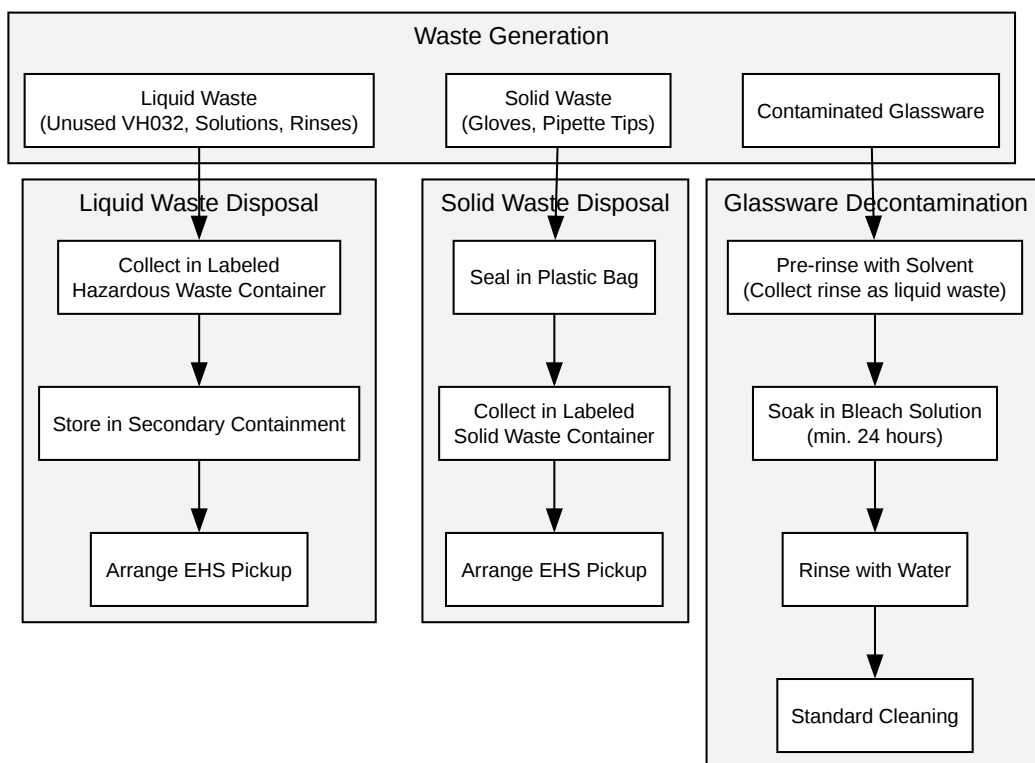 Waste Generation
Liquid Waste
(Unused VH032, Solutions, Rinses)
Solid Waste
(Gloves, Pipette Tips)
Contaminated Glassware
Liquid Waste Disposal
Collect in Labeled
Hazardous Waste Container
Store in Secondary Containment
Arrange EHS Pickup
Solid Waste Disposal
Seal in Plastic Bag
Collect in Labeled
Solid Waste Container
Arrange EHS Pickup
Glassware Decontamination
Pre-rinse with Solvent
(Collect rinse as liquid waste)
Soak in Bleach Solution
(min. 24 hours)
Rinse with Water
Standard Cleaning